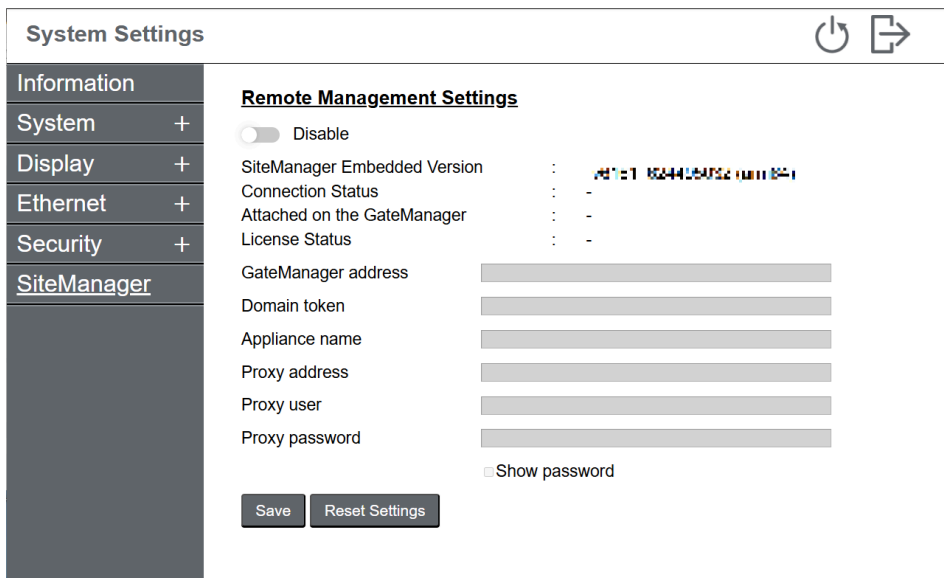 System Settings
Information
System +
Display +
Ethernet +
Security +
SiteManager
Remote Management Settings
Disable
SiteManager Embedded Version :
Connection Status : -
Attached on the GateManager : -
License Status : -
GateManager address
Domain token
Appliance name
Proxy address
Proxy user
Proxy password
Show password
Save Reset Settings